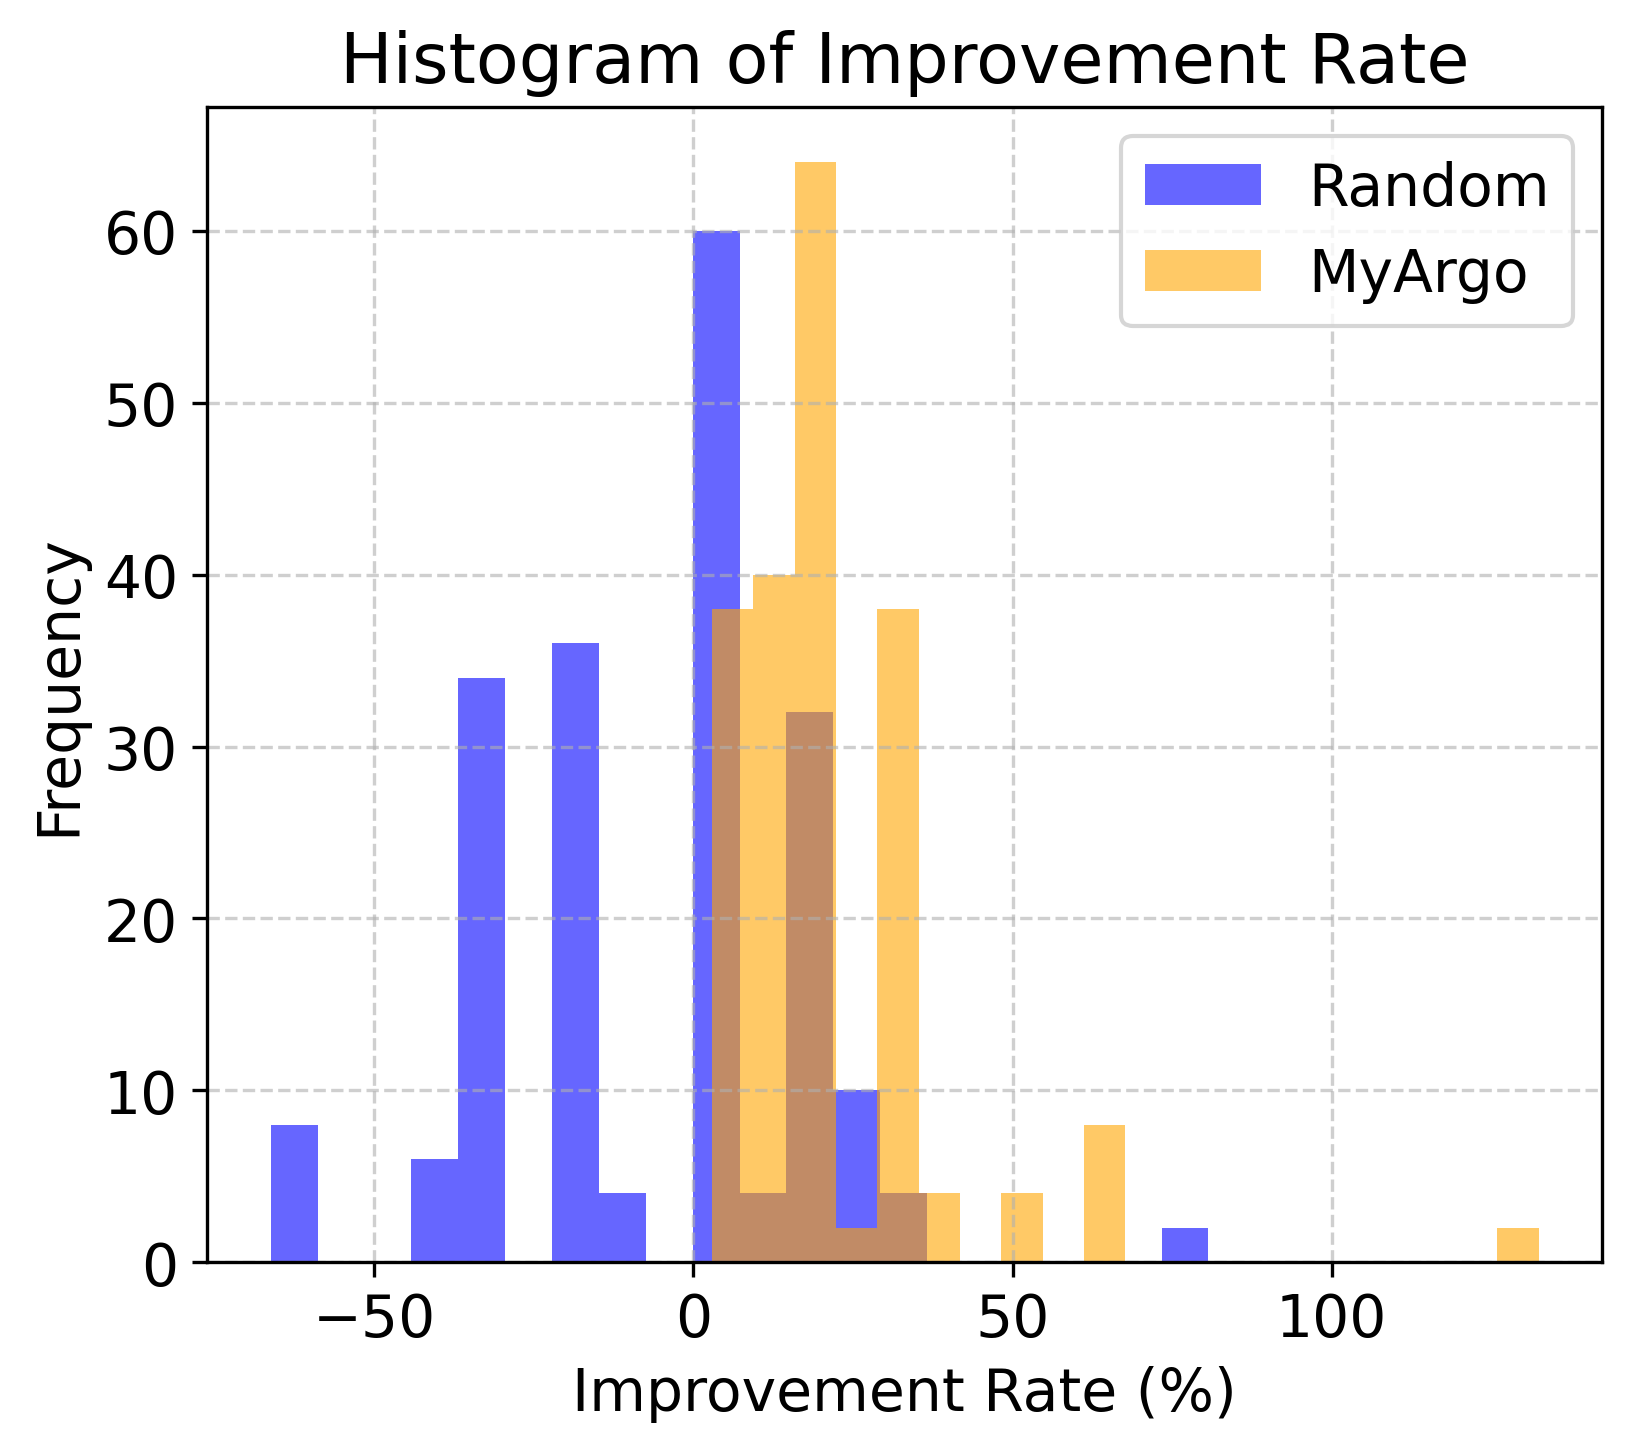 Histogram of Improvement Rate
Random
MyArgo
60
50
40
30
20
10
0
Frequency
−50
0
50
100
Improvement Rate (%)